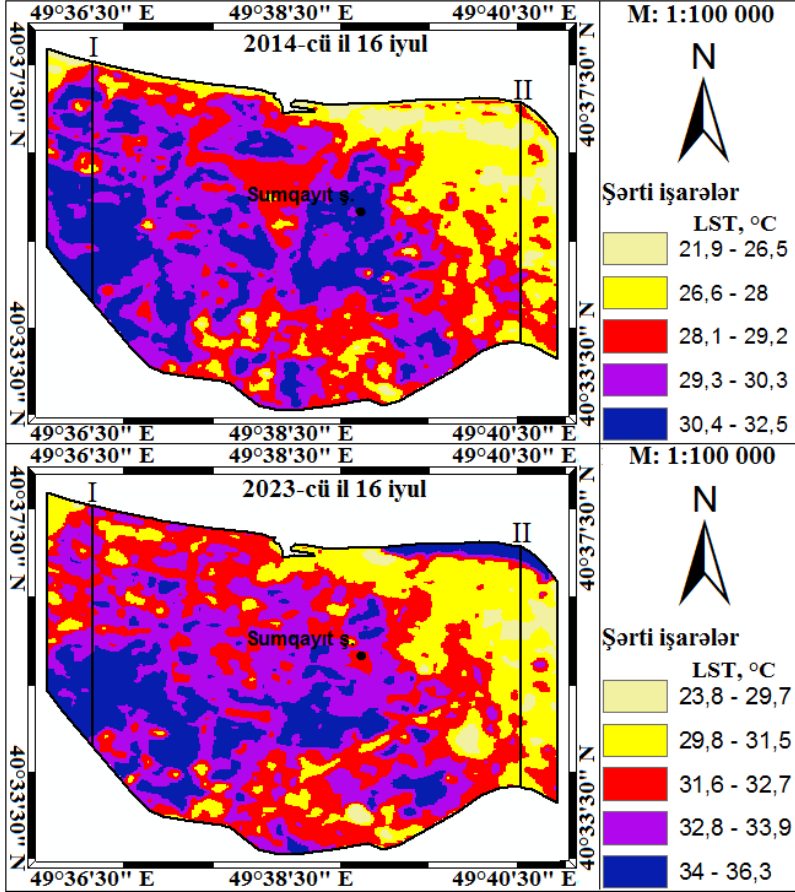 49°36'30" E 49°38'30" E 49°40'30" E
40°37'30" N
40°33'30" N
2014-cü il 16 iyul
I
II
Sumqayıt ş.
40°37'30" N
40°33'30" N
49°36'30" E 49°38'30" E 49°40'30" E
M: 1:100 000
N
Şərti işarələr
LST, °C
21,9 - 26,5
26,6 - 28
28,1 - 29,2
29,3 - 30,3
30,4 - 32,5
49°36'30" E 49°38'30" E 49°40'30" E
40°37'30" N
40°33'30" N
2023-cü il 16 iyul
I
II
Sumqayıt ş.
40°37'30" N
40°33'30" N
49°36'30" E 49°38'30" E 49°40'30" E
M: 1:100 000
N
Şərti işarələr
LST, °C
23,8 - 29,7
29,8 - 31,5
31,6 - 32,7
32,8 - 33,9
34 - 36,3